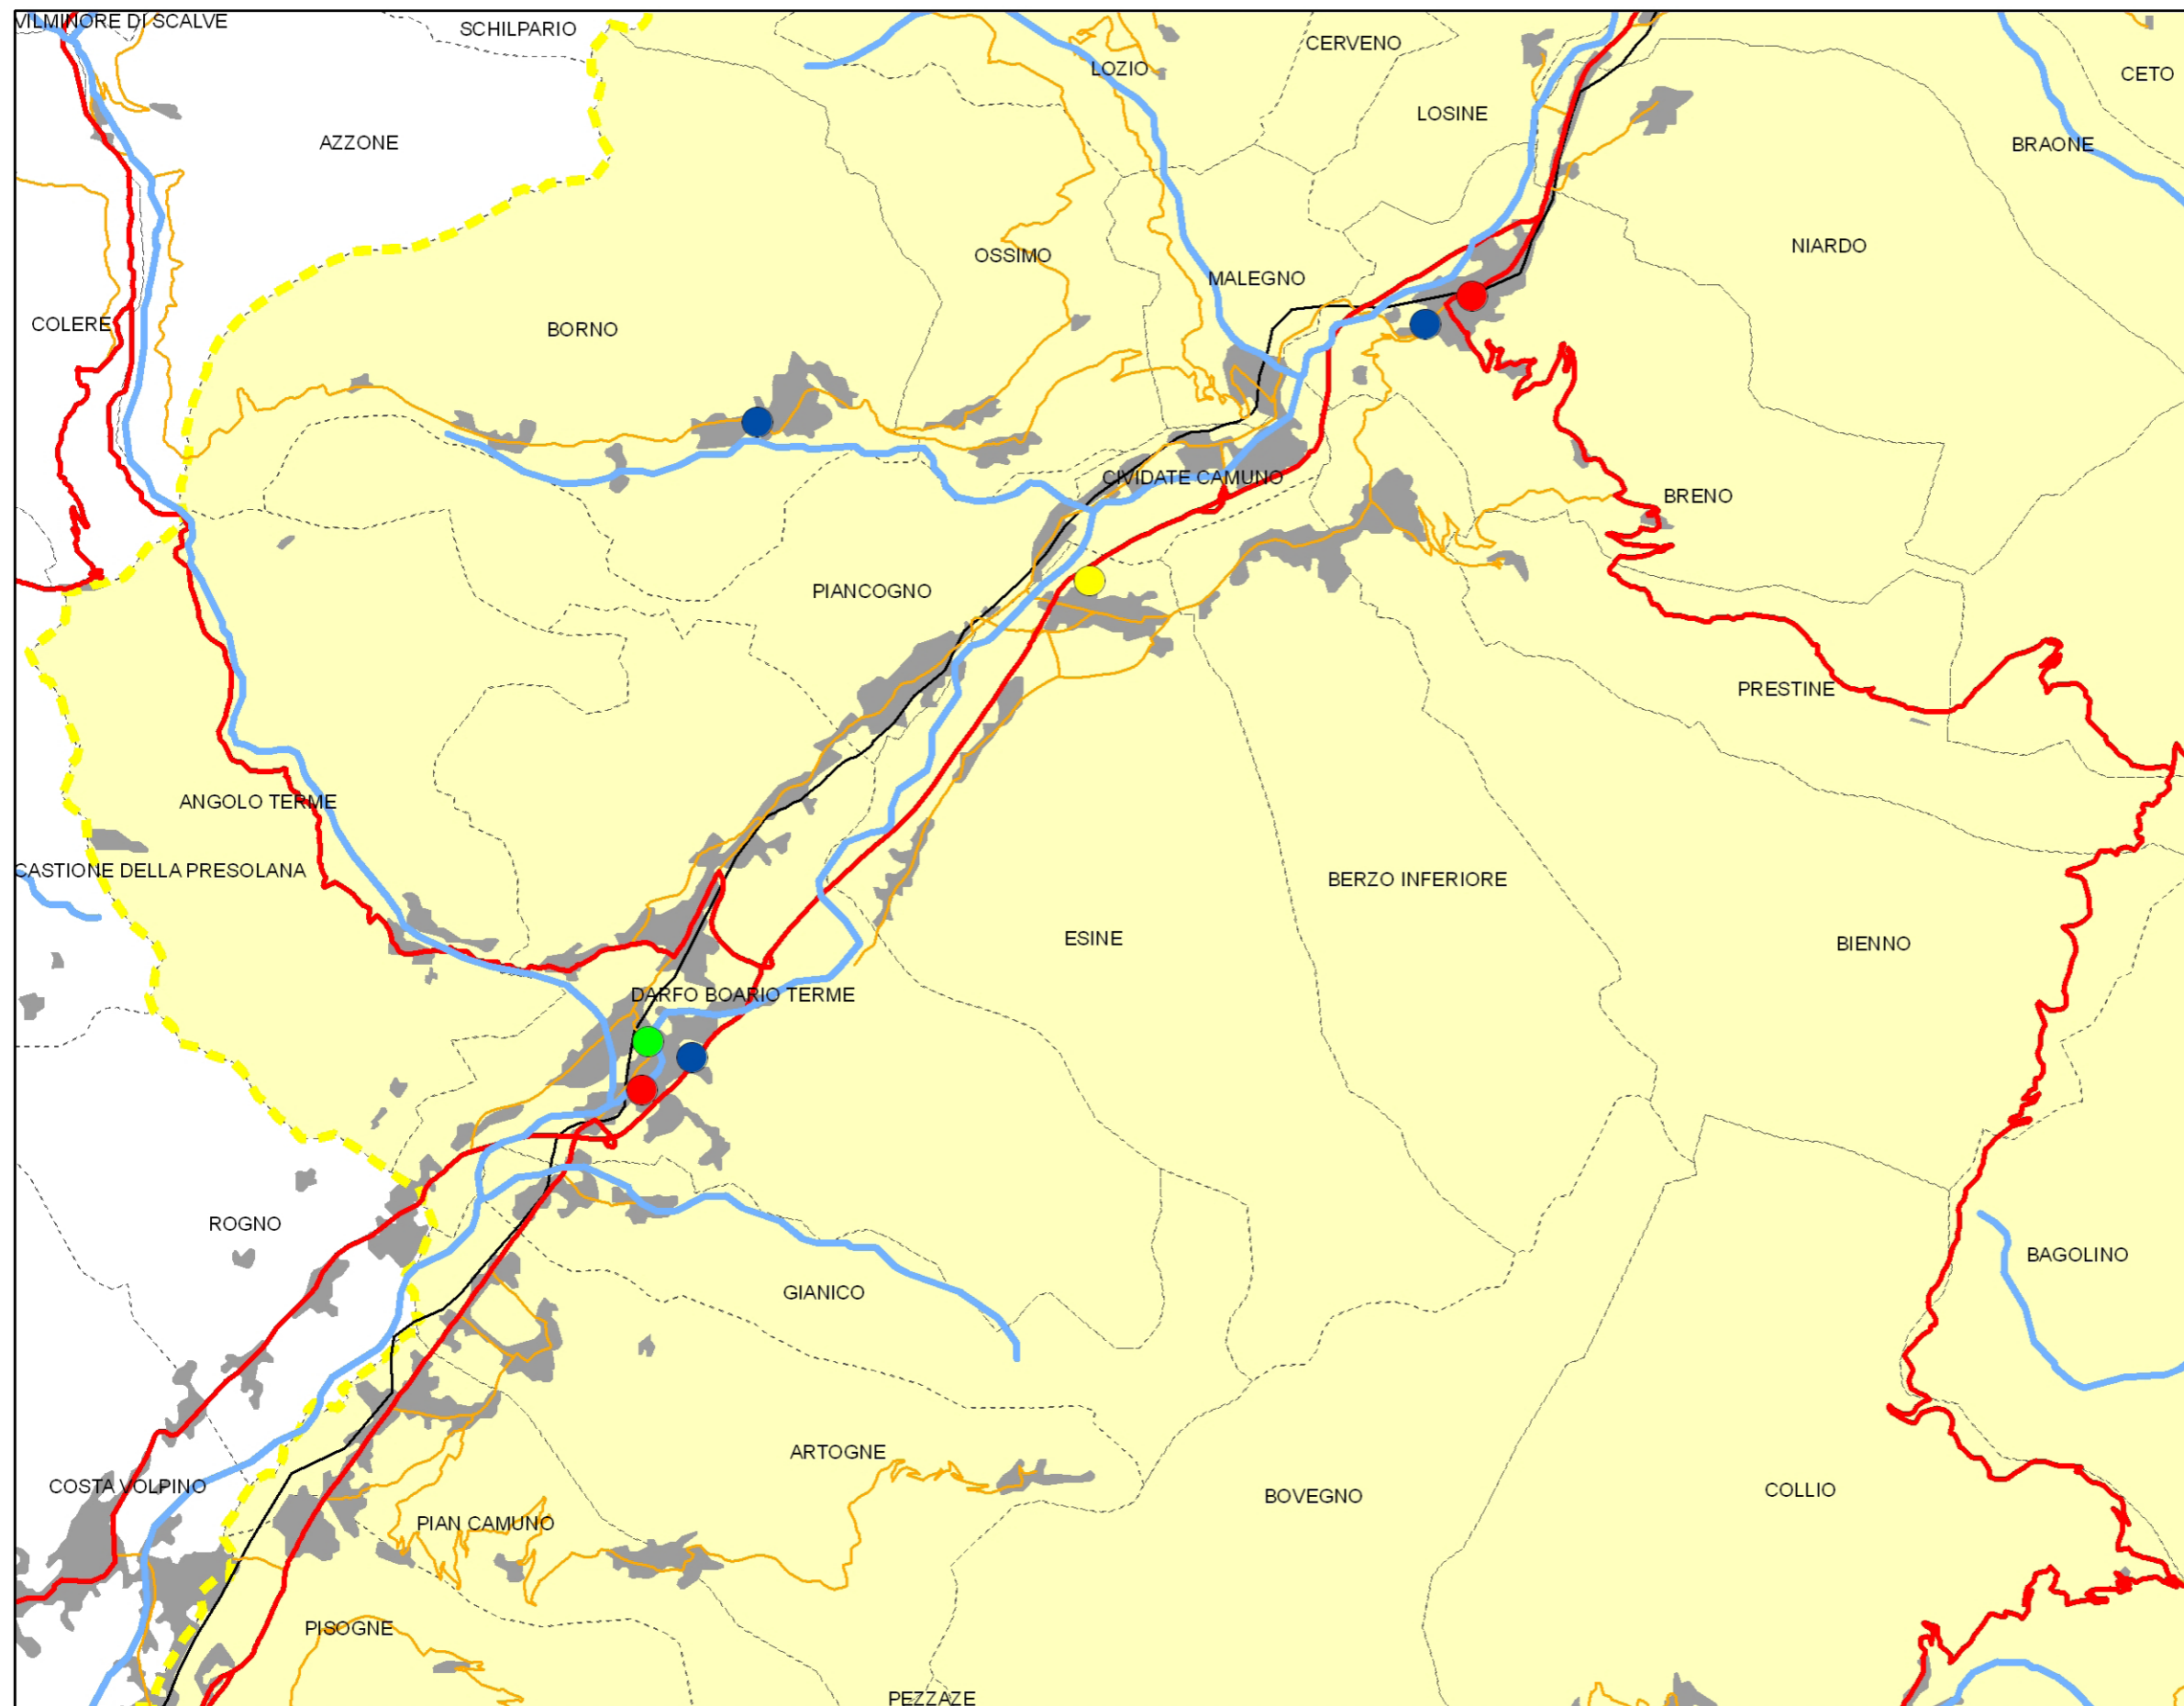 VILMINORE DI SCALVE
SCHILPARIO
CERVENO
LOZIO
CETO
LOSINE
AZZONE
BRAONE
NIARDO
OSSIMO
MALEGNO
COLERE
BORNO
CIVIDATE CAMUNO
BRENO
PIANCOGNO
PRESTINE
ANGOLO TERME
CASTIONE DELLA PRESOLANA
BERZO INFERIORE
ESINE
BIENNO
DARFO BOARIO TERME
ROGNO
BAGOLINO
GIANICO
ARTOGNE
COSTA VOLPINO
COLLIO
BOVEGNO
PIAN CAMUNO
PISOGNE
PEZZAZE